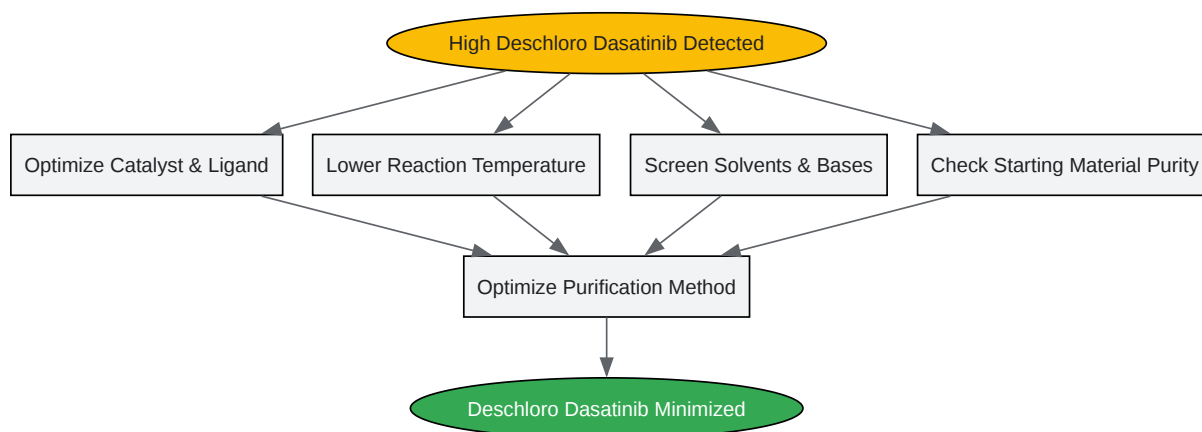 High Deschloro Dasatinib Detected
Optimize Catalyst & Ligand
Lower Reaction Temperature
Screen Solvents & Bases
Check Starting Material Purity
Optimize Purification Method
Deschloro Dasatinib Minimized